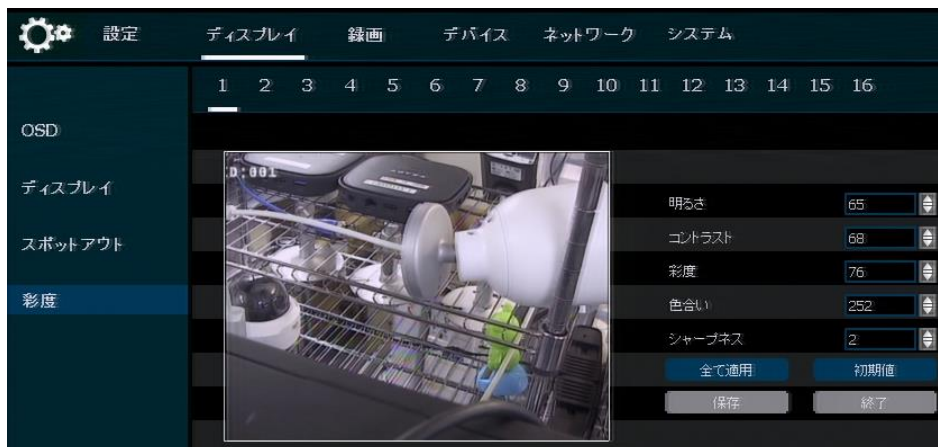 設定 ディスプレイ 録画 デバイス ネットワーク システム
1 2 3 4 5 6 7 8 9 10 11 12 13 14 15 16
OSD
ディスプレイ
スポットアウト
彩度
D:001
明るさ 65
コントラスト 68
彩度 76
色合い 252
シャープネス 2
全て適用 初期値
保存 終了